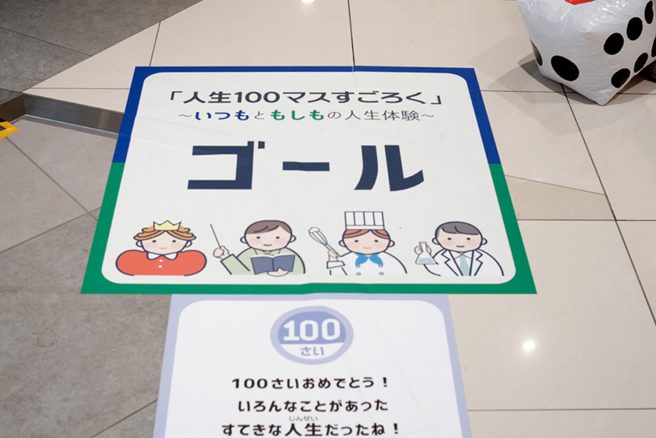 「人生100マスすごろく」
~いつもともしもの人生体験~
ゴール
100
さい
100さいおめでとう!
いろんなことがあった
じんせい
すてきな人生だったね!